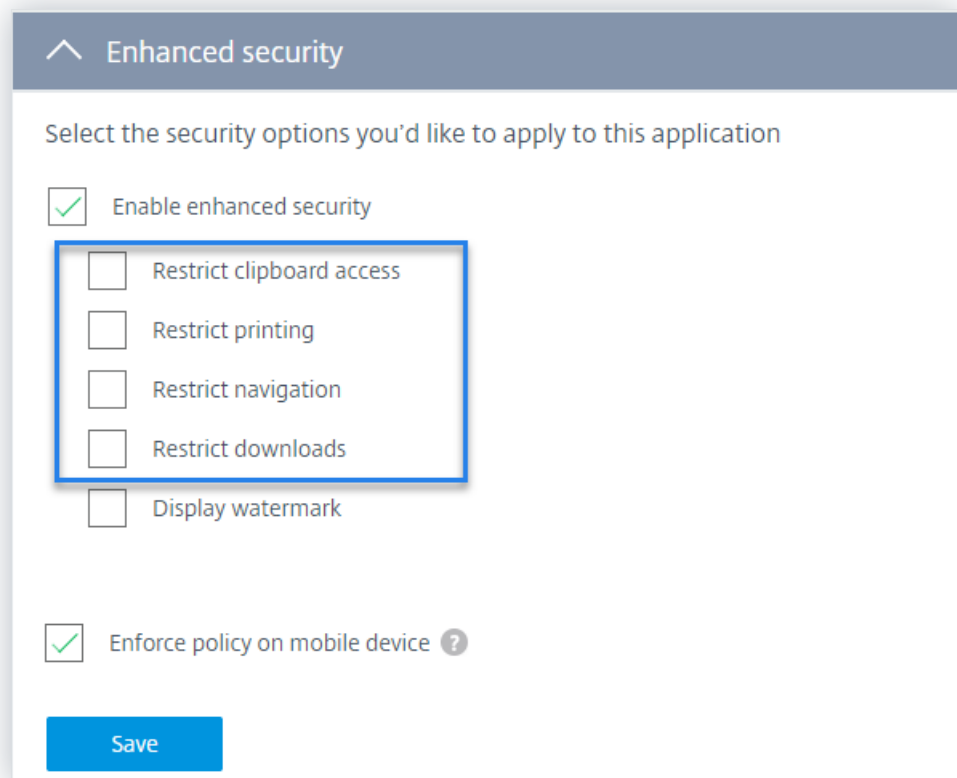 Enhanced security
Select the security options you'd like to apply to this application
Enable enhanced security
Restrict clipboard access
Restrict printing
Restrict navigation
Restrict downloads
Display watermark
Enforce policy on mobile device ?
Save